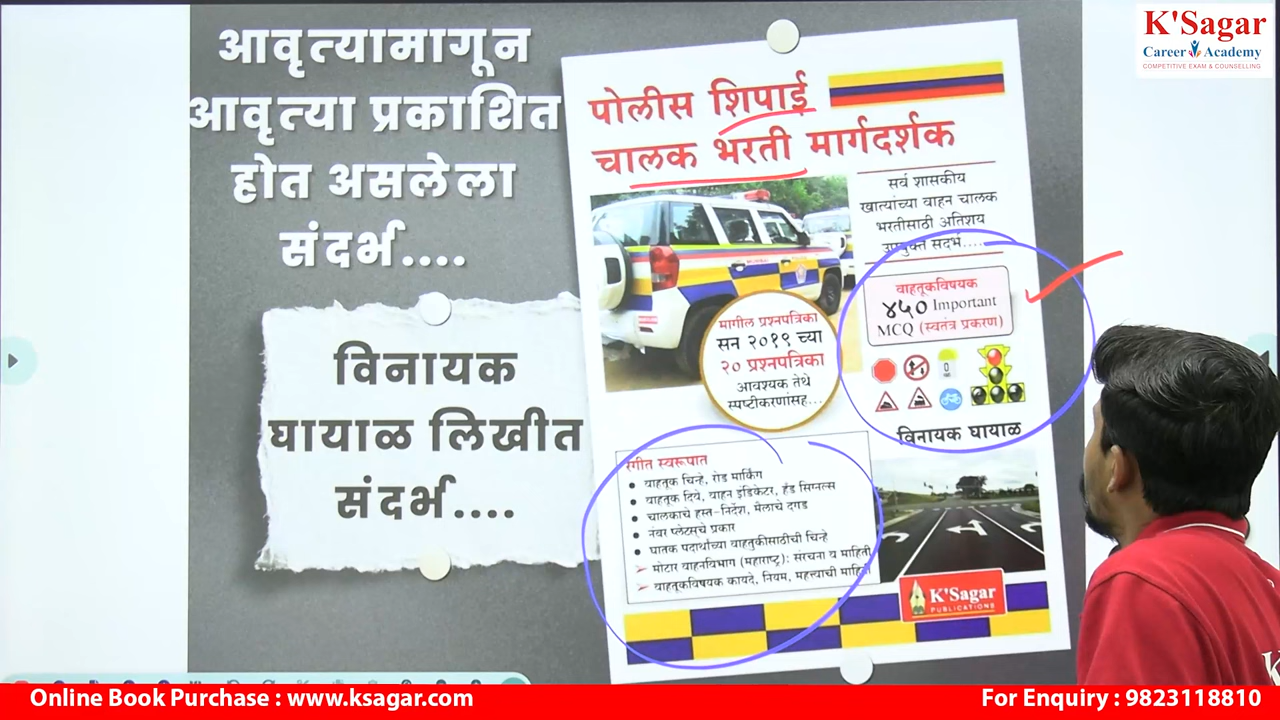 आवृत्यामागून
आवृत्या प्रकाशित
होत असलेला
संदर्भ....
विनायक
घायाळ लिखीत
संदर्भ....
पोलीस शिपाई
चालक भरती मार्गदर्शक
सर्व शासकीय
खात्यांच्या वाहन चालक
भरतीसाठी अतिशय
उपयुक्त संदर्भ....
वाहतूकविषयक
४५० Important
MCQ (स्वतंत्र प्रकरण)
मागील प्रश्नपत्रिका
सन २०१९ च्या
२० प्रश्नपत्रिका
आवश्यक तेथे
स्पष्टीकरणांसह...
विनायक घायाळ
रंगीत स्वरूपात
वाहतूक चिन्हे, रोड मार्किंग
वाहतूक दिवे, वाहन इंडिकेटर, हँड सिग्नल्स
चालकाचे हस्त-निर्देश, मैलाचे दगड
नंबर प्लेट्सचे प्रकार
घातक पदार्थांच्या वाहतुकीसाठीची चिन्हे
मोटार वाहनविभाग (महाराष्ट्र): संरचना व माहिती
वाहतूकविषयक कायदे, नियम, महत्त्वाची माहिती
K'Sagar
PUBLICATIONS
K'Sagar
Career Academy
COMPETITIVE EXAM & COUNSELLING
Online Book Purchase : www.ksagar.com
For Enquiry : 9823118810